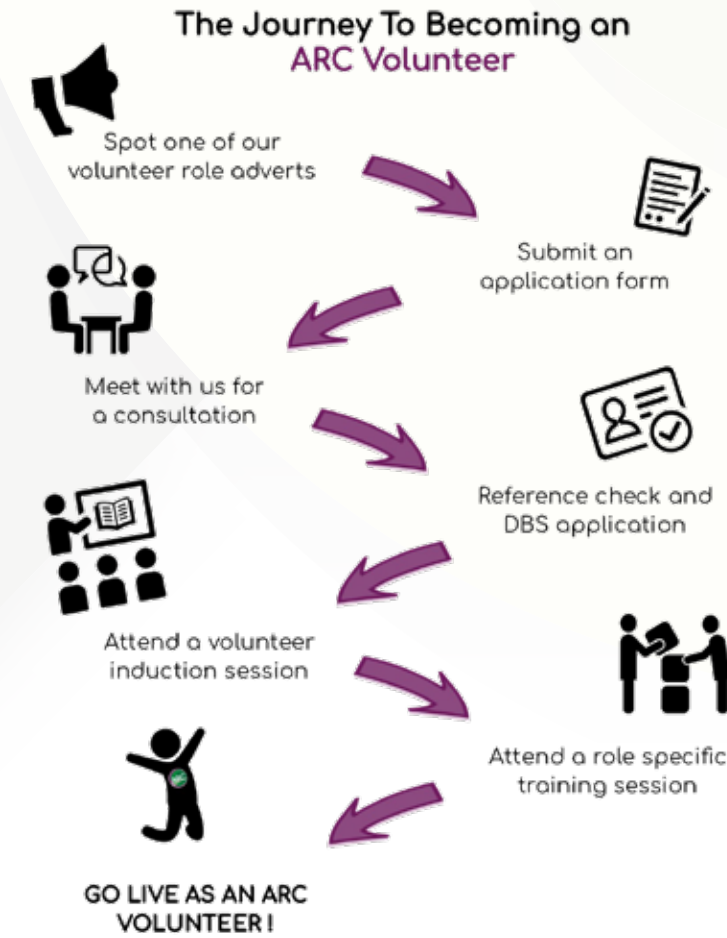 The Journey To Becoming an
ARC Volunteer
Spot one of our
volunteer role adverts
Submit an
application form
Meet with us for
a consultation
Reference check and
DBS application
Attend a volunteer
induction session
Attend a role specific
training session
GO LIVE AS AN ARC
VOLUNTEER!